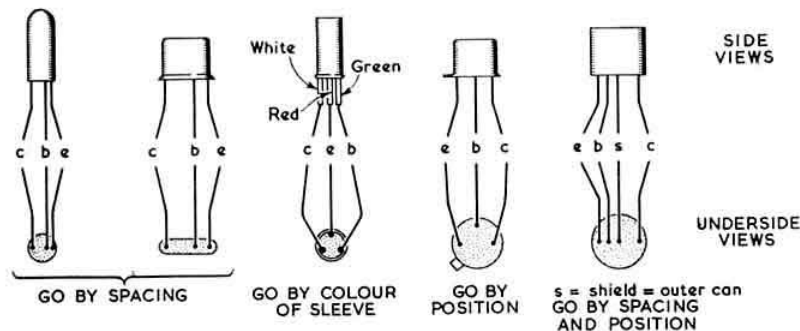 SIDE
VIEWS
White
Green
Red
c b e
c b e
c e b
e b c
e b s c
UNDERSIDE
VIEWS
GO BY SPACING
GO BY COLOUR
OF SLEEVE
GO BY
POSITION
s = shield = outer can
GO BY SPACING
AND POSITION